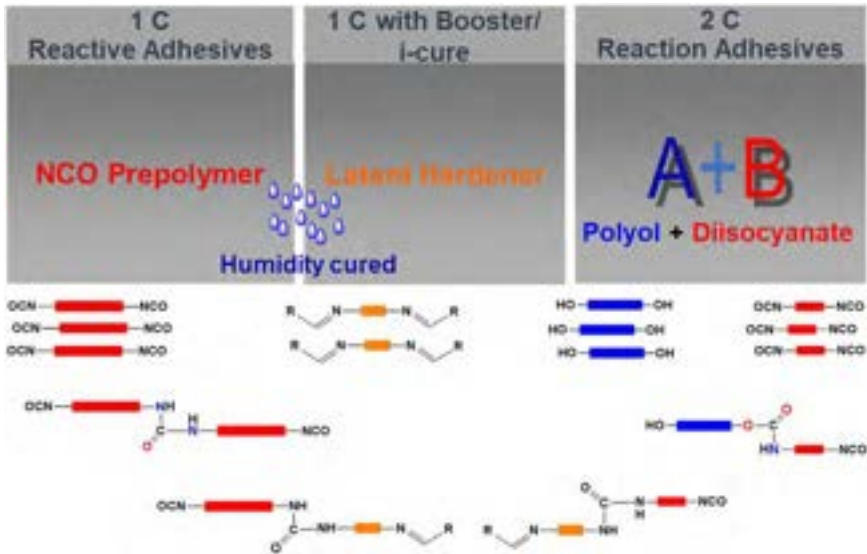 1 C
Reactive Adhesives
1 C with Booster/
i-cure
2 C
Reaction Adhesives
NCO Prepolymer
Latent Hardener
Humidity cured
A+B
Polyol + Diisocyanate
OCN NCO
OCN NCO
OCN NCO
R N N R
R N N R
HO OH
HO OH
HO OH
OCN NCO
OCN NCO
OCN NCO
OCN NH
C
O
H
N NCO
HO O
C
O
HN NCO
OCN NH
C
O
NH N R
R N NH
C
O
N
H
NCO